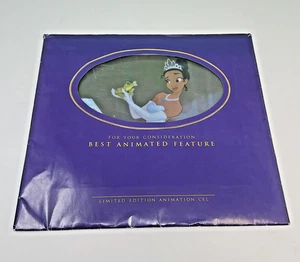 FOR YOUR CONSIDERATION
BEST ANIMATED FEATURE
LIMITED EDITION ANIMATION CEL